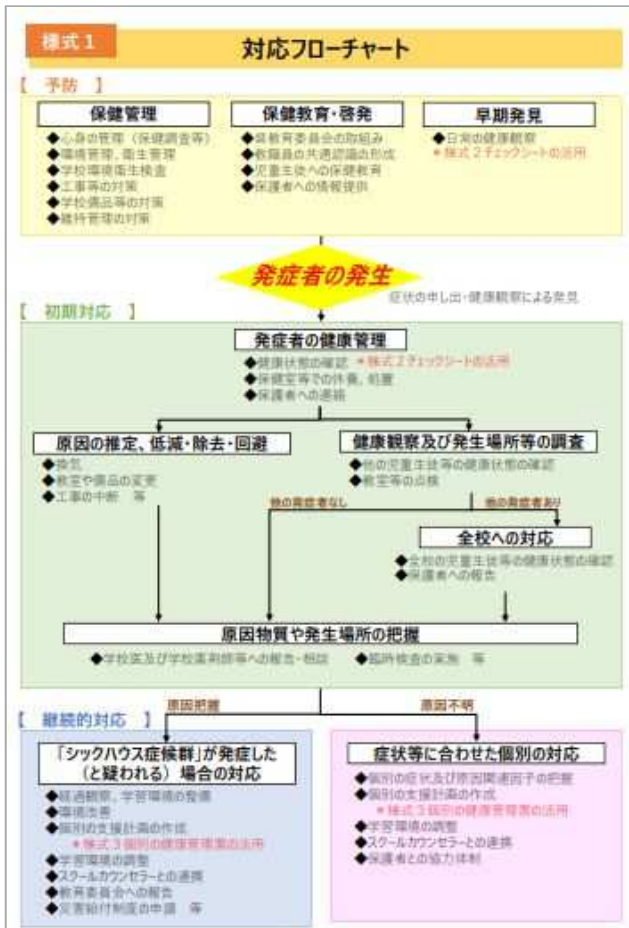 様式1
対応フローチャート
【 予防 】
保健管理
◆心身の管理（保健調査等）
◆環境管理、衛生管理
◆学校環境衛生検査
◆工事等の対策
◆学校備品等の対策
◆維持管理の対策
保健教育・啓発
◆県教育委員会の取組み
◆教職員の共通認識の形成
◆児童生徒への保健教育
◆保護者への情報提供
早期発見
◆日常の健康観察
＊様式2チェックシートの活用
発症者の発生
症状の申し出・健康観察による発見
【 初期対応 】
発症者の健康管理
◆健康状態の確認 ＊様式2チェックシートの活用
◆保健室等での休養、処置
◆保護者への連絡
原因の推定、低減・除去・回避
◆換気
◆教室や備品の変更
◆工事の中断 等
健康観察及び発生場所等の調査
◆他の児童生徒等の健康状態の確認
◆教室等の点検
他の発症者なし
他の発症者あり
全校への対応
◆全校の児童生徒等の健康状態の確認
◆保護者への報告
原因物質や発生場所の把握
◆学校医及び学校薬剤師等への報告・相談 ◆臨時検査の実施 等
原因把握
原因不明
【 継続的対応 】
「シックハウス症候群」が発症した
（と疑われる）場合の対応
◆経過観察、学習環境の整備
◆環境改善
◆個別の支援計画の作成
＊様式3個別の健康管理票の活用
◆学習環境の調整
◆スクールカウンセラーとの連携
◆教育委員会への報告
◆災害給付制度の申請 等
症状等に合わせた個別の対応
◆個別の症状及び原因関連因子の把握
◆個別の支援計画の作成
＊様式3個別の健康管理票の活用
◆学習環境の調整
◆スクールカウンセラーとの連携
◆保護者との協力体制